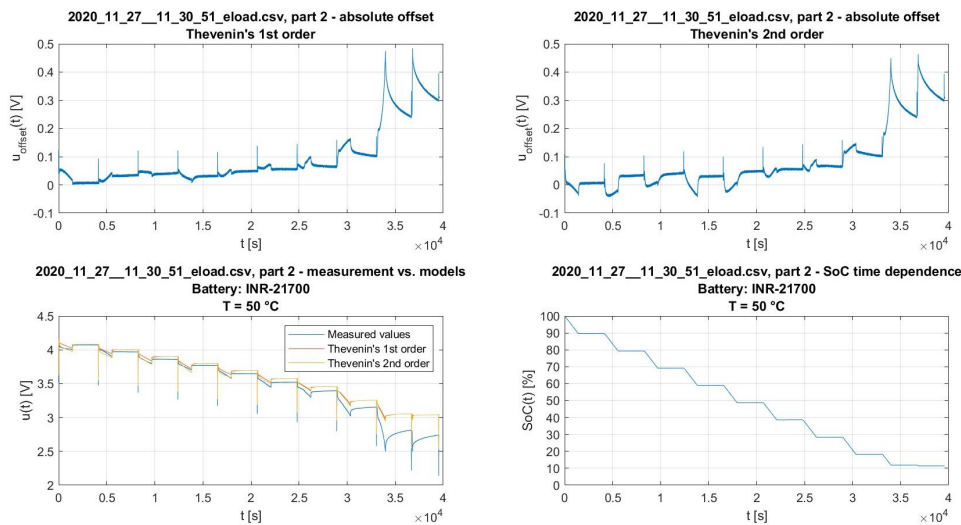 2020_11_27__11_30_51_eload.csv, part 2 - absolute offset
Thevenin's 1st order
0.5
0.4
0.3
0.2
0.1
0
-0.1
u_offset(t) [V]
0 0.5 1 1.5 2 2.5 3 3.5 4
t [s]
×10^4
2020_11_27__11_30_51_eload.csv, part 2 - absolute offset
Thevenin's 2nd order
0.5
0.4
0.3
0.2
0.1
0
-0.1
u_offset(t) [V]
0 0.5 1 1.5 2 2.5 3 3.5 4
t [s]
×10^4
2020_11_27__11_30_51_eload.csv, part 2 - measurement vs. models
Battery: INR-21700
T = 50 °C
4.5
4
3.5
3
2.5
2
u(t) [V]
Measured values
Thevenin's 1st order
Thevenin's 2nd order
0 0.5 1 1.5 2 2.5 3 3.5 4
t [s]
×10^4
2020_11_27__11_30_51_eload.csv, part 2 - SoC time dependence
Battery: INR-21700
T = 50 °C
100
90
80
70
60
50
40
30
20
10
0
SoC(t) [%]
0 0.5 1 1.5 2 2.5 3 3.5 4
t [s]
×10^4